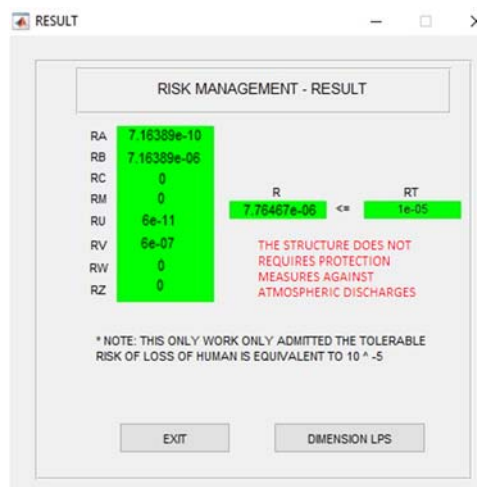 RESULT
RISK MANAGEMENT - RESULT
RA 7.16389e-10
RB 7.16389e-06
RC 0
RM 0
R RT
7.76467e-06 <= 1e-05
RU 6e-11
RV 6e-07
RW 0
RZ 0
THE STRUCTURE DOES NOT
REQUIRES PROTECTION
MEASURES AGAINST
ATMOSPHERIC DISCHARGES
* NOTE: THIS ONLY WORK ONLY ADMITTED THE TOLERABLE
RISK OF LOSS OF HUMAN IS EQUIVALENT TO 10 ^ -5
EXIT
DIMENSION LPS